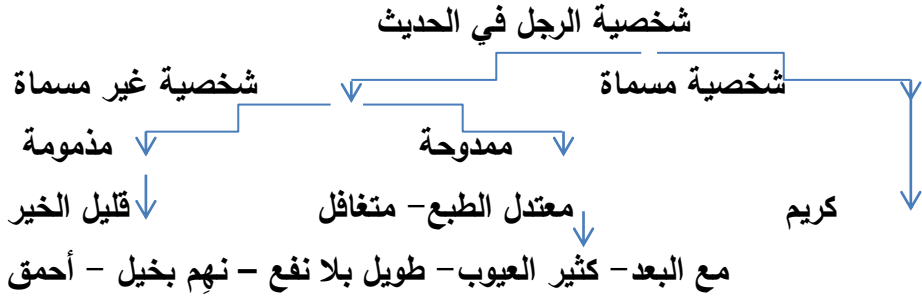 شخصية الرجل في الحديث
شخصية مسماة شخصية غير مسماة
ممدوحة مذمومة
كريم معتدل الطبع- متغافل قليل الخير
مع البعد- كثير العيوب- طويل بلا نفع – نهِم بخيل - أحمق